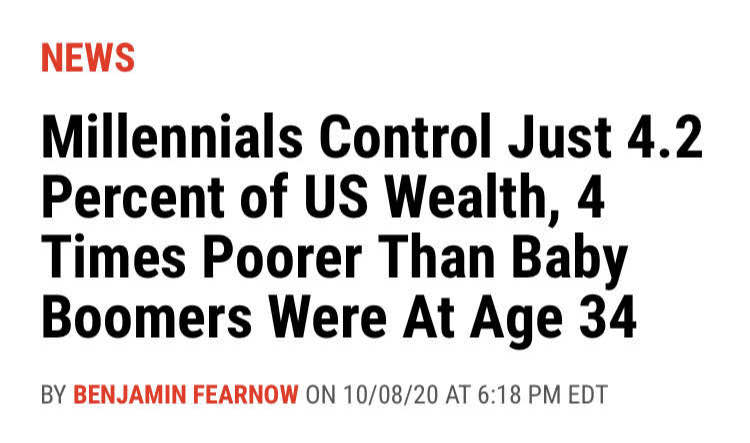 NEWS
Millennials Control Just 4.2
Percent of US Wealth, 4
Times Poorer Than Baby
Boomers Were At Age 34
BY BENJAMIN FEARNOW ON 10/08/20 AT 6:18 PM EDT